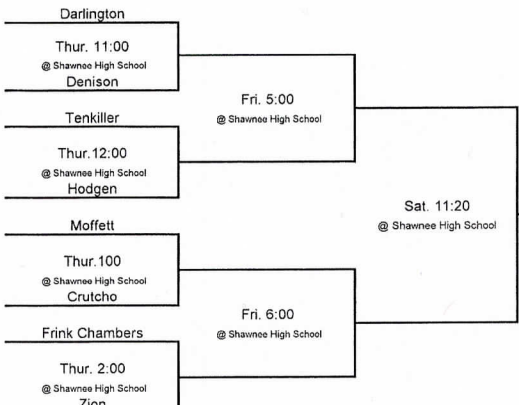 Darlington
Thur. 11:00
@ Shawnee High School
Denison
Fri. 5:00
@ Shawnee High School
Tenkiller
Thur.12:00
@ Shawnee High School
Hodgen
Sat. 11:20
@ Shawnee High School
Moffett
Thur.100
@ Shawnee High School
Crutcho
Fri. 6:00
@ Shawnee High School
Frink Chambers
Thur. 2:00
@ Shawnee High School
Zion